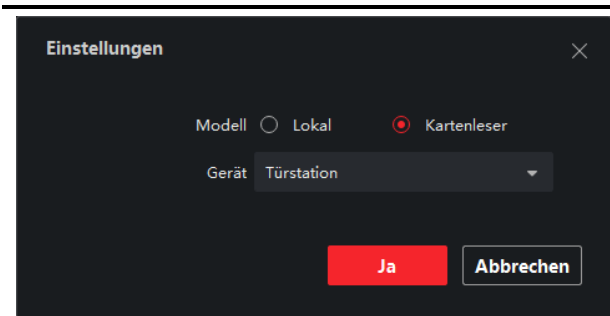 Einstellungen
Modell Lokal Kartenleser
Gerät Türstation
Ja Abbrechen